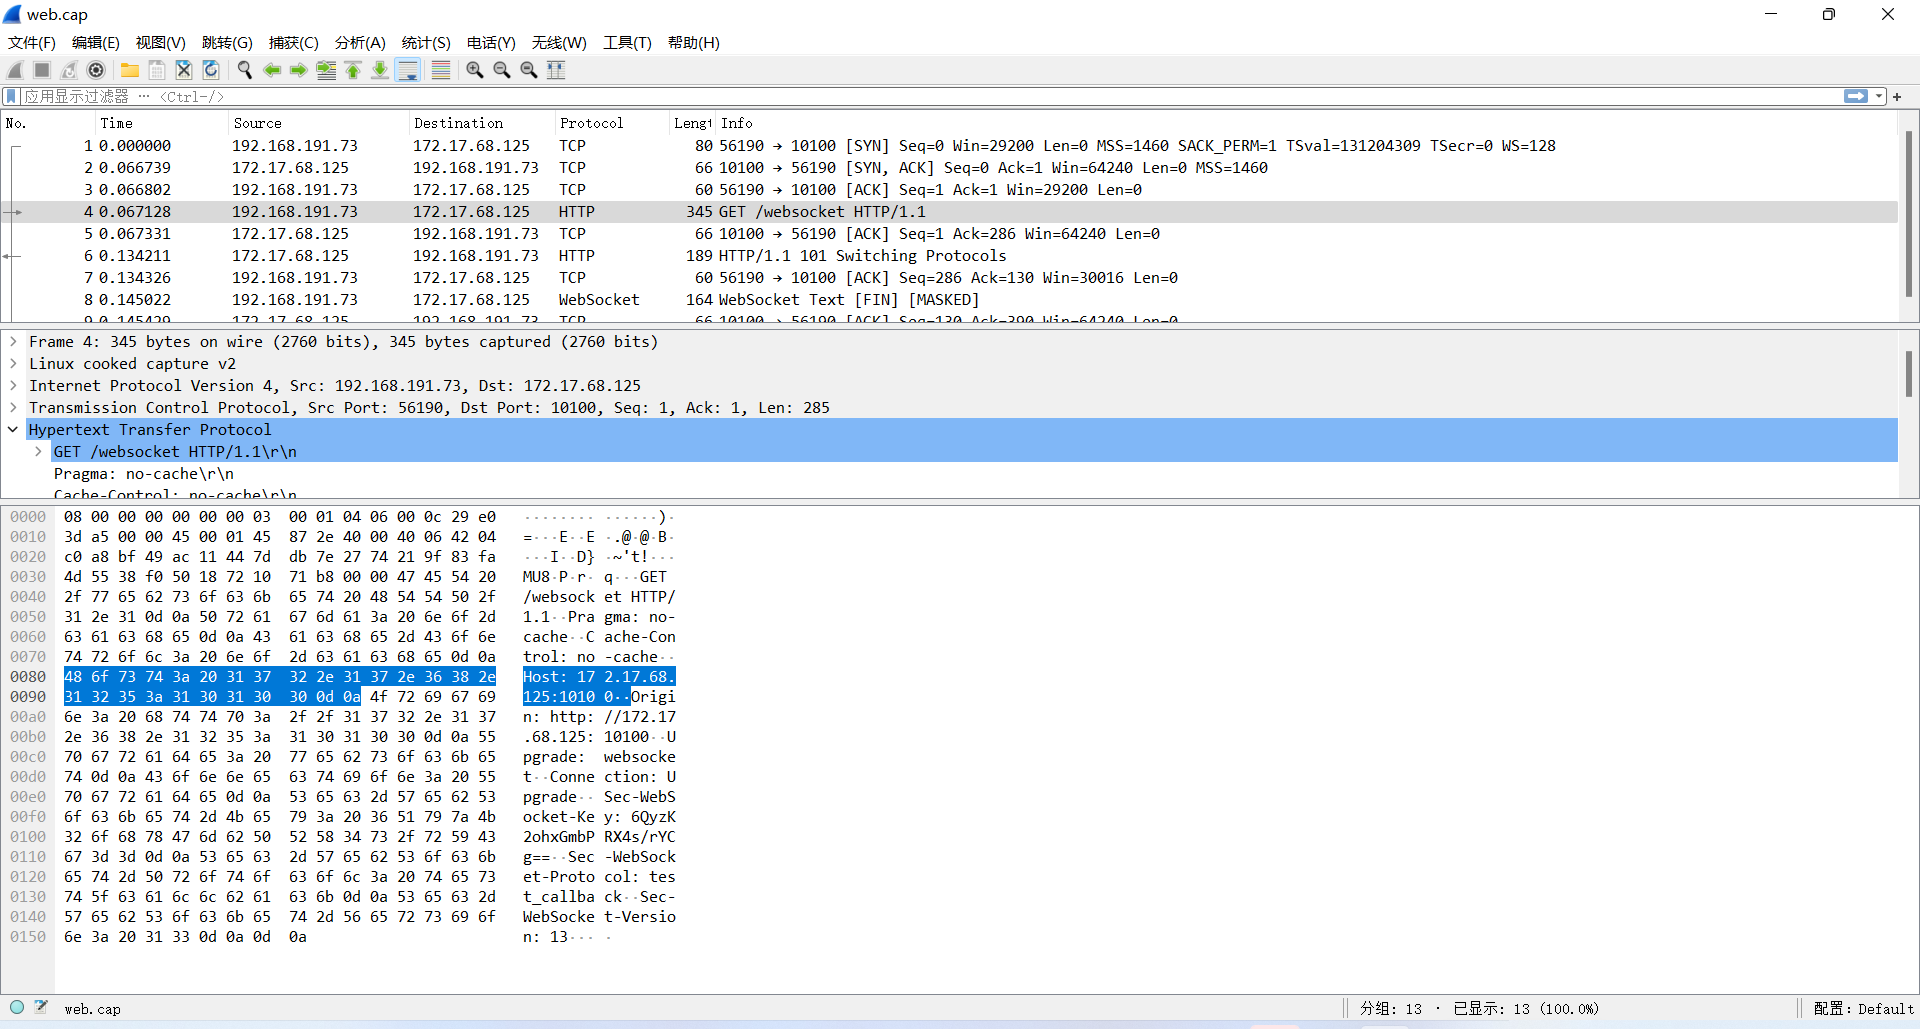 web.cap
文件(F) 编辑(E) 视图(V) 跳转(G) 捕获(C) 分析(A) 统计(S) 电话(Y) 无线(W) 工具(T) 帮助(H)
应用显示过滤器 … <Ctrl-/>
No. Time Source Destination Protocol Lengt Info
1 0.000000 192.168.191.73 172.17.68.125 TCP 80 56190 → 10100 [SYN] Seq=0 Win=29200 Len=0 MSS=1460 SACK_PERM=1 TSval=131204309 TSecr=0 WS=128
2 0.066739 172.17.68.125 192.168.191.73 TCP 66 10100 → 56190 [SYN, ACK] Seq=0 Ack=1 Win=64240 Len=0 MSS=1460
3 0.066802 192.168.191.73 172.17.68.125 TCP 60 56190 → 10100 [ACK] Seq=1 Ack=1 Win=29200 Len=0
4 0.067128 192.168.191.73 172.17.68.125 HTTP 345 GET /websocket HTTP/1.1
5 0.067331 172.17.68.125 192.168.191.73 TCP 66 10100 → 56190 [ACK] Seq=1 Ack=286 Win=64240 Len=0
6 0.134211 172.17.68.125 192.168.191.73 HTTP 189 HTTP/1.1 101 Switching Protocols
7 0.134326 192.168.191.73 172.17.68.125 TCP 60 56190 → 10100 [ACK] Seq=286 Ack=130 Win=30016 Len=0
8 0.145022 192.168.191.73 172.17.68.125 WebSocket 164 WebSocket Text [FIN] [MASKED]
9 0.145429 172.17.68.125 192.168.191.73 TCP 66 10100 → 56190 [ACK] Seq=130 Ack=390 Win=64240 Len=0
Frame 4: 345 bytes on wire (2760 bits), 345 bytes captured (2760 bits)
Linux cooked capture v2
Internet Protocol Version 4, Src: 192.168.191.73, Dst: 172.17.68.125
Transmission Control Protocol, Src Port: 56190, Dst Port: 10100, Seq: 1, Ack: 1, Len: 285
Hypertext Transfer Protocol
GET /websocket HTTP/1.1\r\n
Pragma: no-cache\r\n
Cache-Control: no-cache\r\n
0000 08 00 00 00 00 00 00 03 00 01 04 06 00 0c 29 e0 ········ ······)·
0010 3d a5 00 00 45 00 01 45 87 2e 40 00 40 06 42 04 =···E··E ·.@·@·B·
0020 c0 a8 bf 49 ac 11 44 7d db 7e 27 74 21 9f 83 fa ···I··D} ·~'t!···
0030 4d 55 38 f0 50 18 72 10 71 b8 00 00 47 45 54 20 MU8·P·r· q···GET
0040 2f 77 65 62 73 6f 63 6b 65 74 20 48 54 54 50 2f /websock et HTTP/
0050 31 2e 31 0d 0a 50 72 61 67 6d 61 3a 20 6e 6f 2d 1.1··Pra gma: no-
0060 63 61 63 68 65 0d 0a 43 61 63 68 65 2d 43 6f 6e cache··C ache-Con
0070 74 72 6f 6c 3a 20 6e 6f 2d 63 61 63 68 65 0d 0a trol: no -cache··
0080 48 6f 73 74 3a 20 31 37 32 2e 31 37 2e 36 38 2e Host: 17 2.17.68.
0090 31 32 35 3a 31 30 31 30 30 0d 0a 4f 72 69 67 69 125:1010 0··Origi
00a0 6e 3a 20 68 74 74 70 3a 2f 2f 31 37 32 2e 31 37 n: http: //172.17
00b0 2e 36 38 2e 31 32 35 3a 31 30 31 30 30 0d 0a 55 .68.125: 10100··U
00c0 70 67 72 61 64 65 3a 20 77 65 62 73 6f 63 6b 65 pgrade: websocke
00d0 74 0d 0a 43 6f 6e 6e 65 63 74 69 6f 6e 3a 20 55 t··Conne ction: U
00e0 70 67 72 61 64 65 0d 0a 53 65 63 2d 57 65 62 53 pgrade·· Sec-WebS
00f0 6f 63 6b 65 74 2d 4b 65 79 3a 20 36 51 79 7a 4b ocket-Ke y: 6QyzK
0100 32 6f 68 78 47 6d 62 50 52 58 34 73 2f 72 59 43 2ohxGmbP RX4s/rYC
0110 67 3d 3d 0d 0a 53 65 63 2d 57 65 62 53 6f 63 6b g==··Sec -WebSock
0120 65 74 2d 50 72 6f 74 6f 63 6f 6c 3a 20 74 65 73 et-Proto col: tes
0130 74 5f 63 61 6c 6c 62 61 63 6b 0d 0a 53 65 63 2d t_callba ck··Sec-
0140 57 65 62 53 6f 63 6b 65 74 2d 56 65 72 73 69 6f WebSocke t-Versio
0150 6e 3a 20 31 33 0d 0a 0d 0a n: 13··· ·
web.cap 分组: 13 · 已显示: 13 (100.0%) 配置: Default